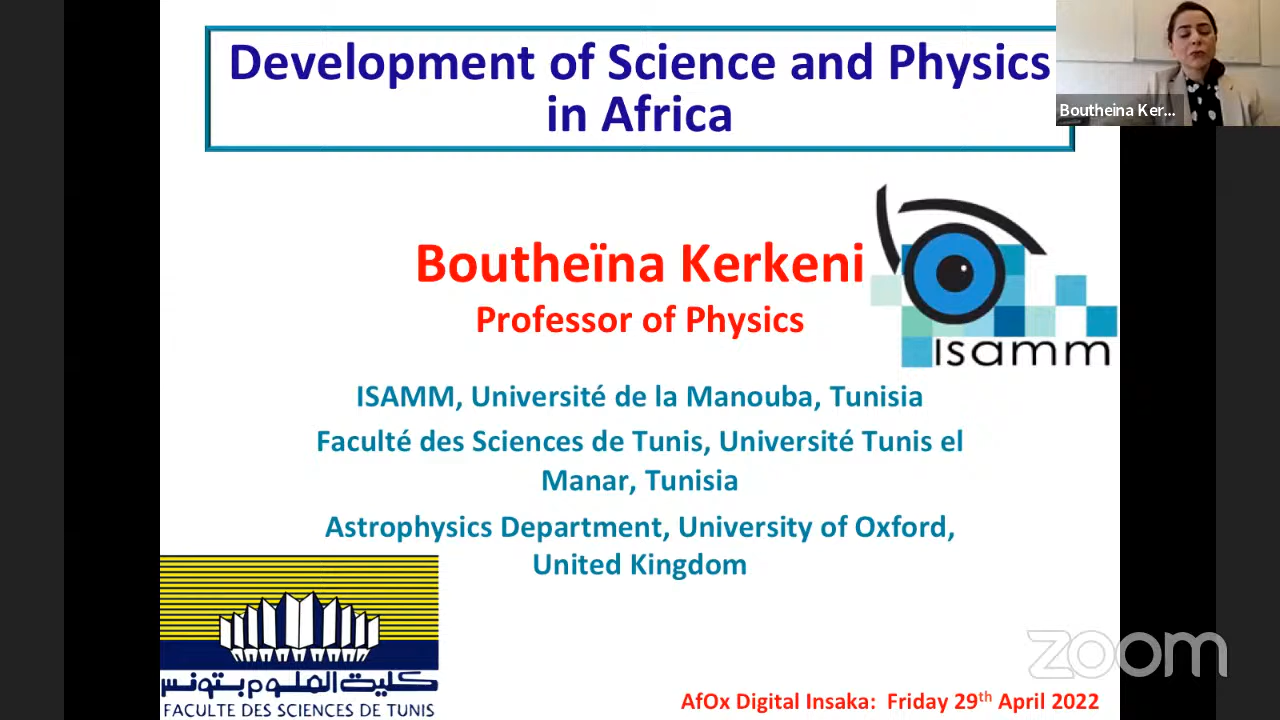 Development of Science and Physics
in Africa
Boutheina Ker...
Boutheïna Kerkeni
Professor of Physics
Isamm
ISAMM, Université de la Manouba, Tunisia
Faculté des Sciences de Tunis, Université Tunis el
Manar, Tunisia
Astrophysics Department, University of Oxford,
United Kingdom
كلية العلوم بتونس
FACULTE DES SCIENCES DE TUNIS
zoom
AfOx Digital Insaka: Friday 29th April 2022